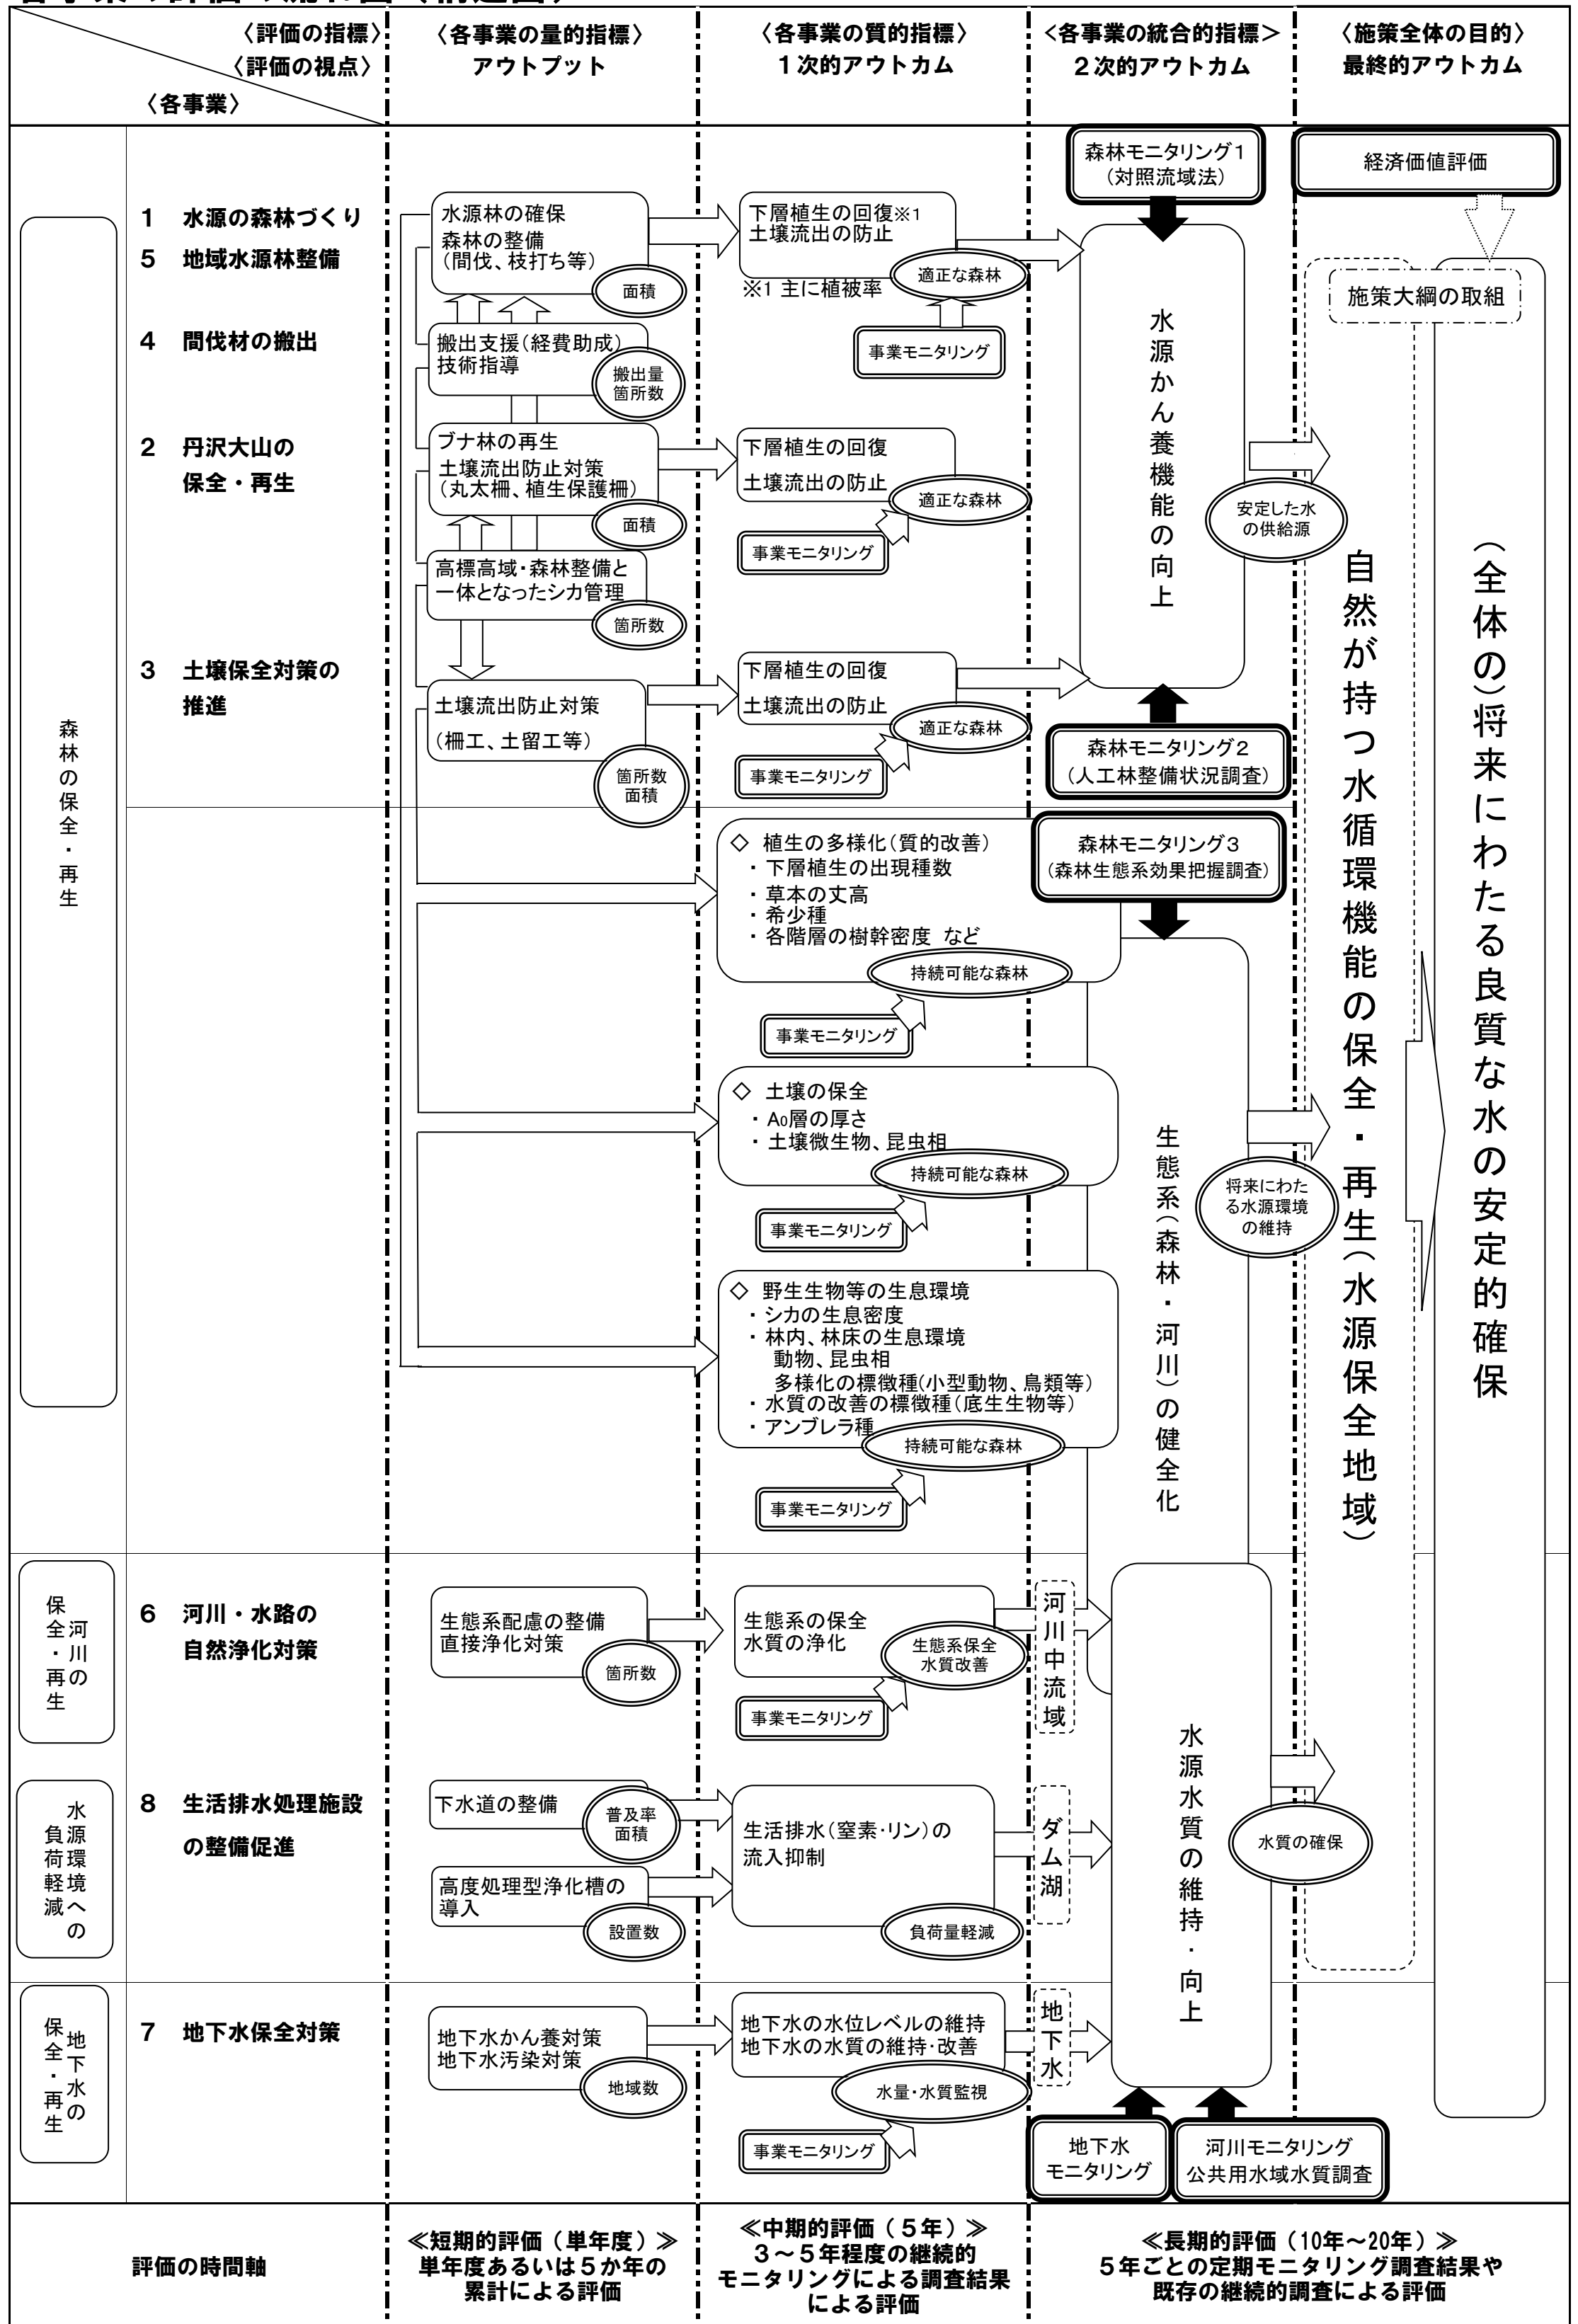 〈評価の指標〉
〈評価の視点〉
〈各事業〉
〈各事業の量的指標〉
アウトプット
〈各事業の質的指標〉
１次的アウトカム
＜各事業の統合的指標＞
２次的アウトカム
〈施策全体の目的〉
最終的アウトカム
森林モニタリング１
（対照流域法）
経済価値評価
森林の保全・再生
１　水源の森林づくり
５　地域水源林整備
水源林の確保
森林の整備
（間伐、枝打ち等）
面積
下層植生の回復※1
土壌流出の防止
適正な森林
※1 主に植被率
事業モニタリング
４　間伐材の搬出
搬出支援（経費助成）
技術指導
搬出量
箇所数
２　丹沢大山の
保全・再生
ブナ林の再生
土壌流出防止対策
（丸太柵、植生保護柵）
面積
下層植生の回復
土壌流出の防止
適正な森林
事業モニタリング
高標高域・森林整備と
一体となったシカ管理
箇所数
３　土壌保全対策の
推進
土壌流出防止対策
（柵工、土留工等）
箇所数
面積
下層植生の回復
土壌流出の防止
適正な森林
事業モニタリング
水源かん養機能の向上
安定した水
の供給源
森林モニタリング２
（人工林整備状況調査）
森林モニタリング３
（森林生態系効果把握調査）
◇　植生の多様化（質的改善）
・下層植生の出現種数
・草本の丈高
・希少種
・各階層の樹幹密度 など
持続可能な森林
事業モニタリング
◇　土壌の保全
・A0層の厚さ
・土壌微生物、昆虫相
持続可能な森林
事業モニタリング
◇　野生生物等の生息環境
・シカの生息密度
・林内、林床の生息環境
動物、昆虫相
多様化の標徴種（小型動物、鳥類等）
・水質の改善の標徴種（底生生物等）
・アンブレラ種
持続可能な森林
事業モニタリング
生態系（森林・河川）の健全化
将来にわた
る水源環境
の維持
施策大綱の取組
自然が持つ水循環機能の保全・再生（水源保全地域）
（全体の）将来にわたる良質な水の安定的確保
河川の
保全・再生
６　河川・水路の
自然浄化対策
生態系配慮の整備
直接浄化対策
箇所数
生態系の保全
水質の浄化
生態系保全
水質改善
事業モニタリング
河川中流域
水源環境への
負荷軽減
８　生活排水処理施設
の整備促進
下水道の整備
普及率
面積
高度処理型浄化槽の
導入
設置数
生活排水（窒素･リン）の
流入抑制
負荷量軽減
ダム湖
水源水質の維持・向上
水質の確保
地下水の
保全・再生
７　地下水保全対策
地下水かん養対策
地下水汚染対策
地域数
地下水の水位レベルの維持
地下水の水質の維持･改善
水量・水質監視
事業モニタリング
地下水
地下水
モニタリング
河川モニタリング
公共用水域水質調査
評価の時間軸
≪短期的評価（単年度）≫
単年度あるいは５か年の
累計による評価
≪中期的評価（５年）≫
３～５年程度の継続的
モニタリングによる調査結果
による評価
≪長期的評価（10年～20年）≫
５年ごとの定期モニタリング調査結果や
既存の継続的調査による評価